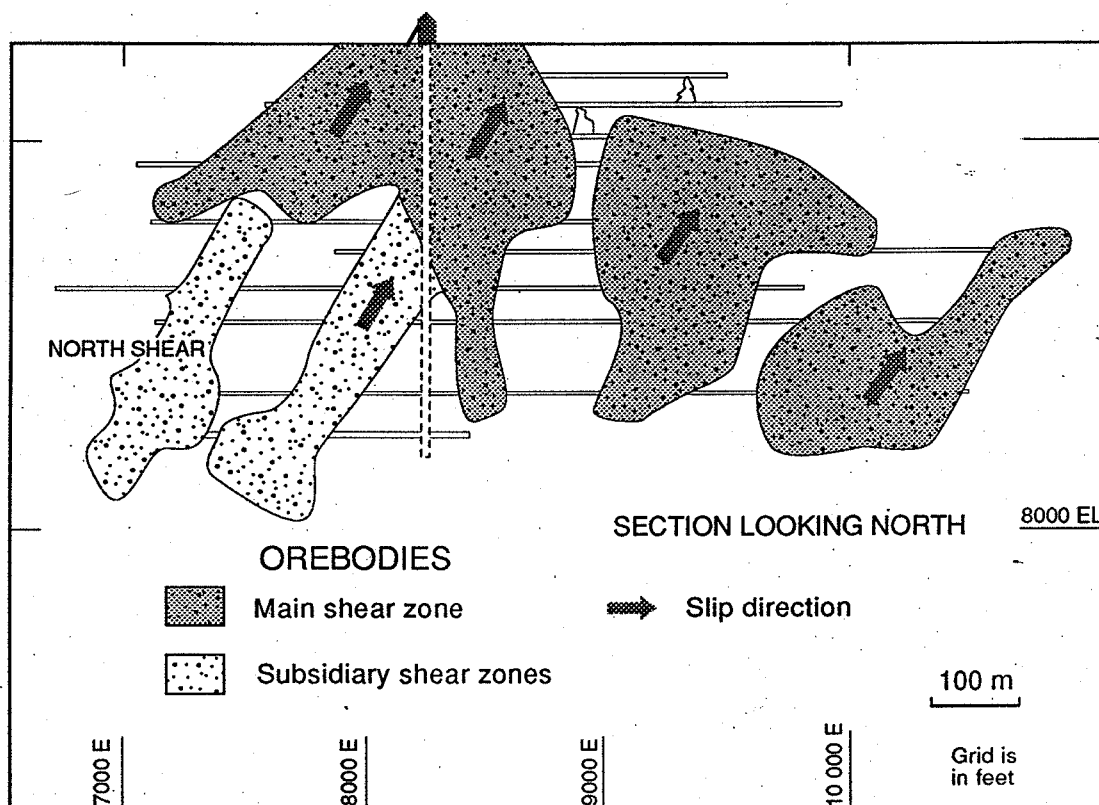 NORTH SHEAR
SECTION LOOKING NORTH
8000 EL
OREBODIES
Main shear zone
Slip direction
Subsidiary shear zones
100 m
7000 E
8000 E
9000 E
10 000 E
Grid is
in feet